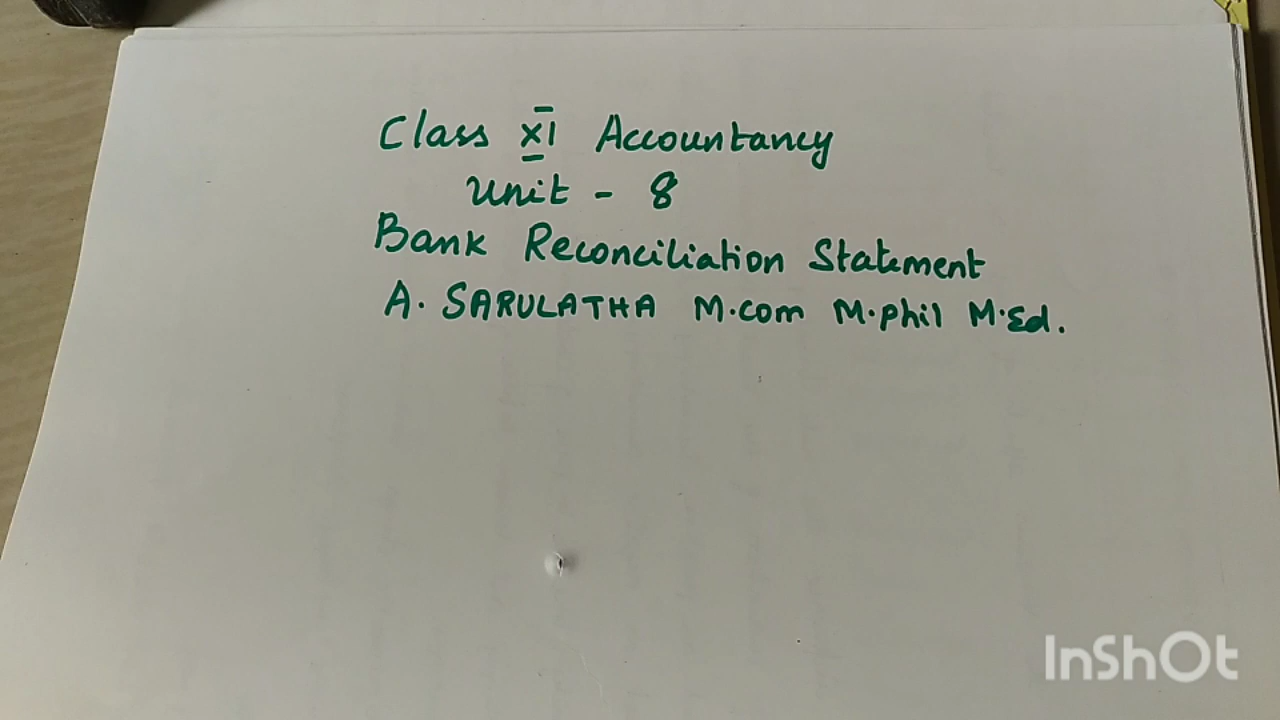 Class XI Accountancy
Unit - 8
Bank Reconciliation Statement
A. SARULATHA M.com M.phil M.Ed.
InShOt